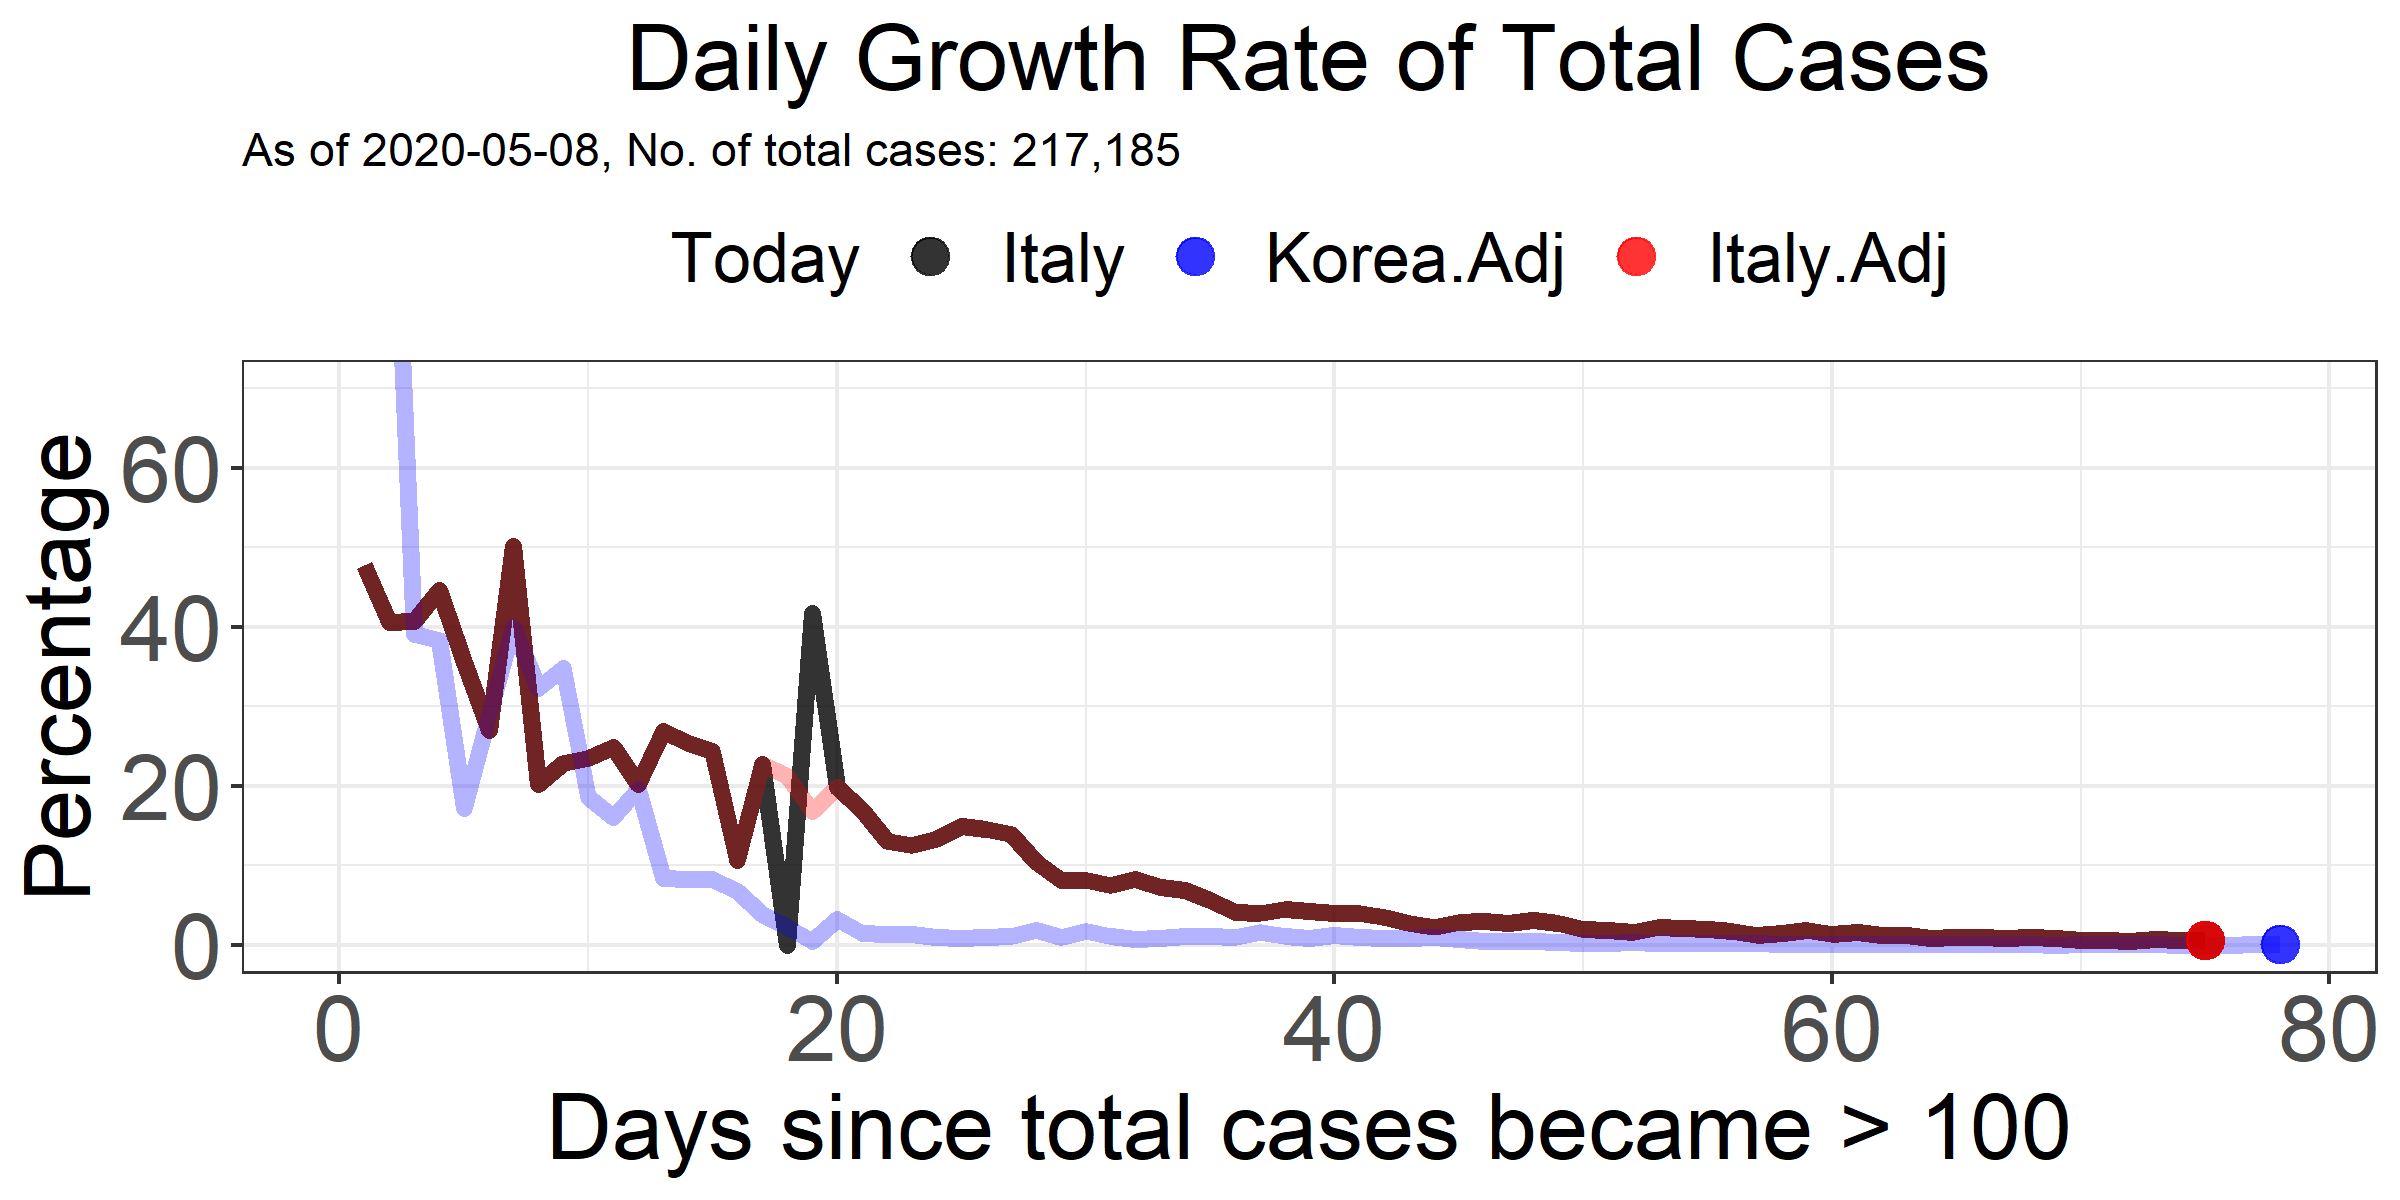 Daily Growth Rate of Total Cases
As of 2020-05-08, No. of total cases: 217,185
Today Italy Korea.Adj Italy.Adj
Percentage
60
40
20
0
0 20 40 60 80
Days since total cases became > 100